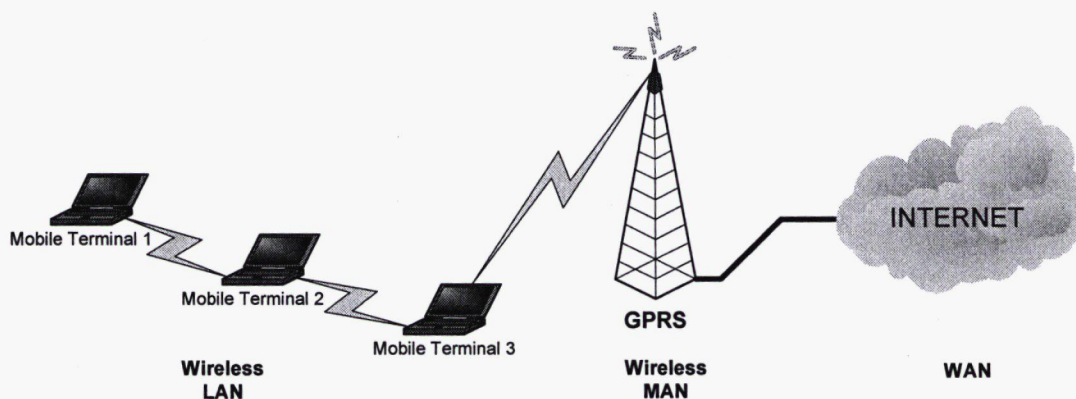 INTERNET
Mobile Terminal 1
Mobile Terminal 2
Mobile Terminal 3
GPRS
Wireless
LAN
Wireless
MAN
WAN